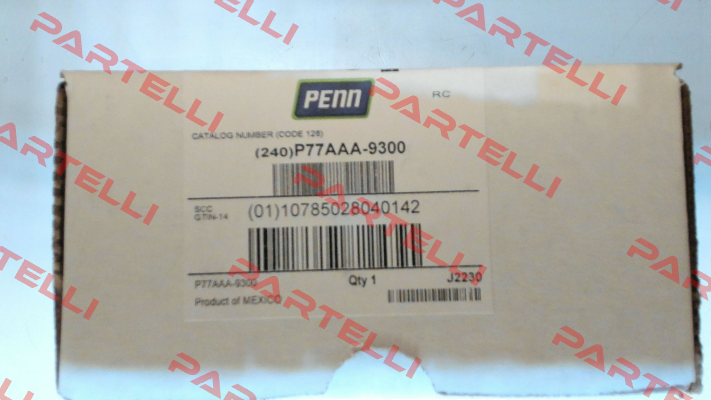 PENN
RC
CATALOG NUMBER (CODE 128)
(240)P77AAA-9300
SCC
GTIN-14
(01)10785028040142
P77AAA-9300
Qty 1
J2230
Product of MEXICO
PARTELLI
PARTELLI
PARTELLI
PARTELLI
PARTELLI
PARTELLI
PARTELLI
PARTELLI